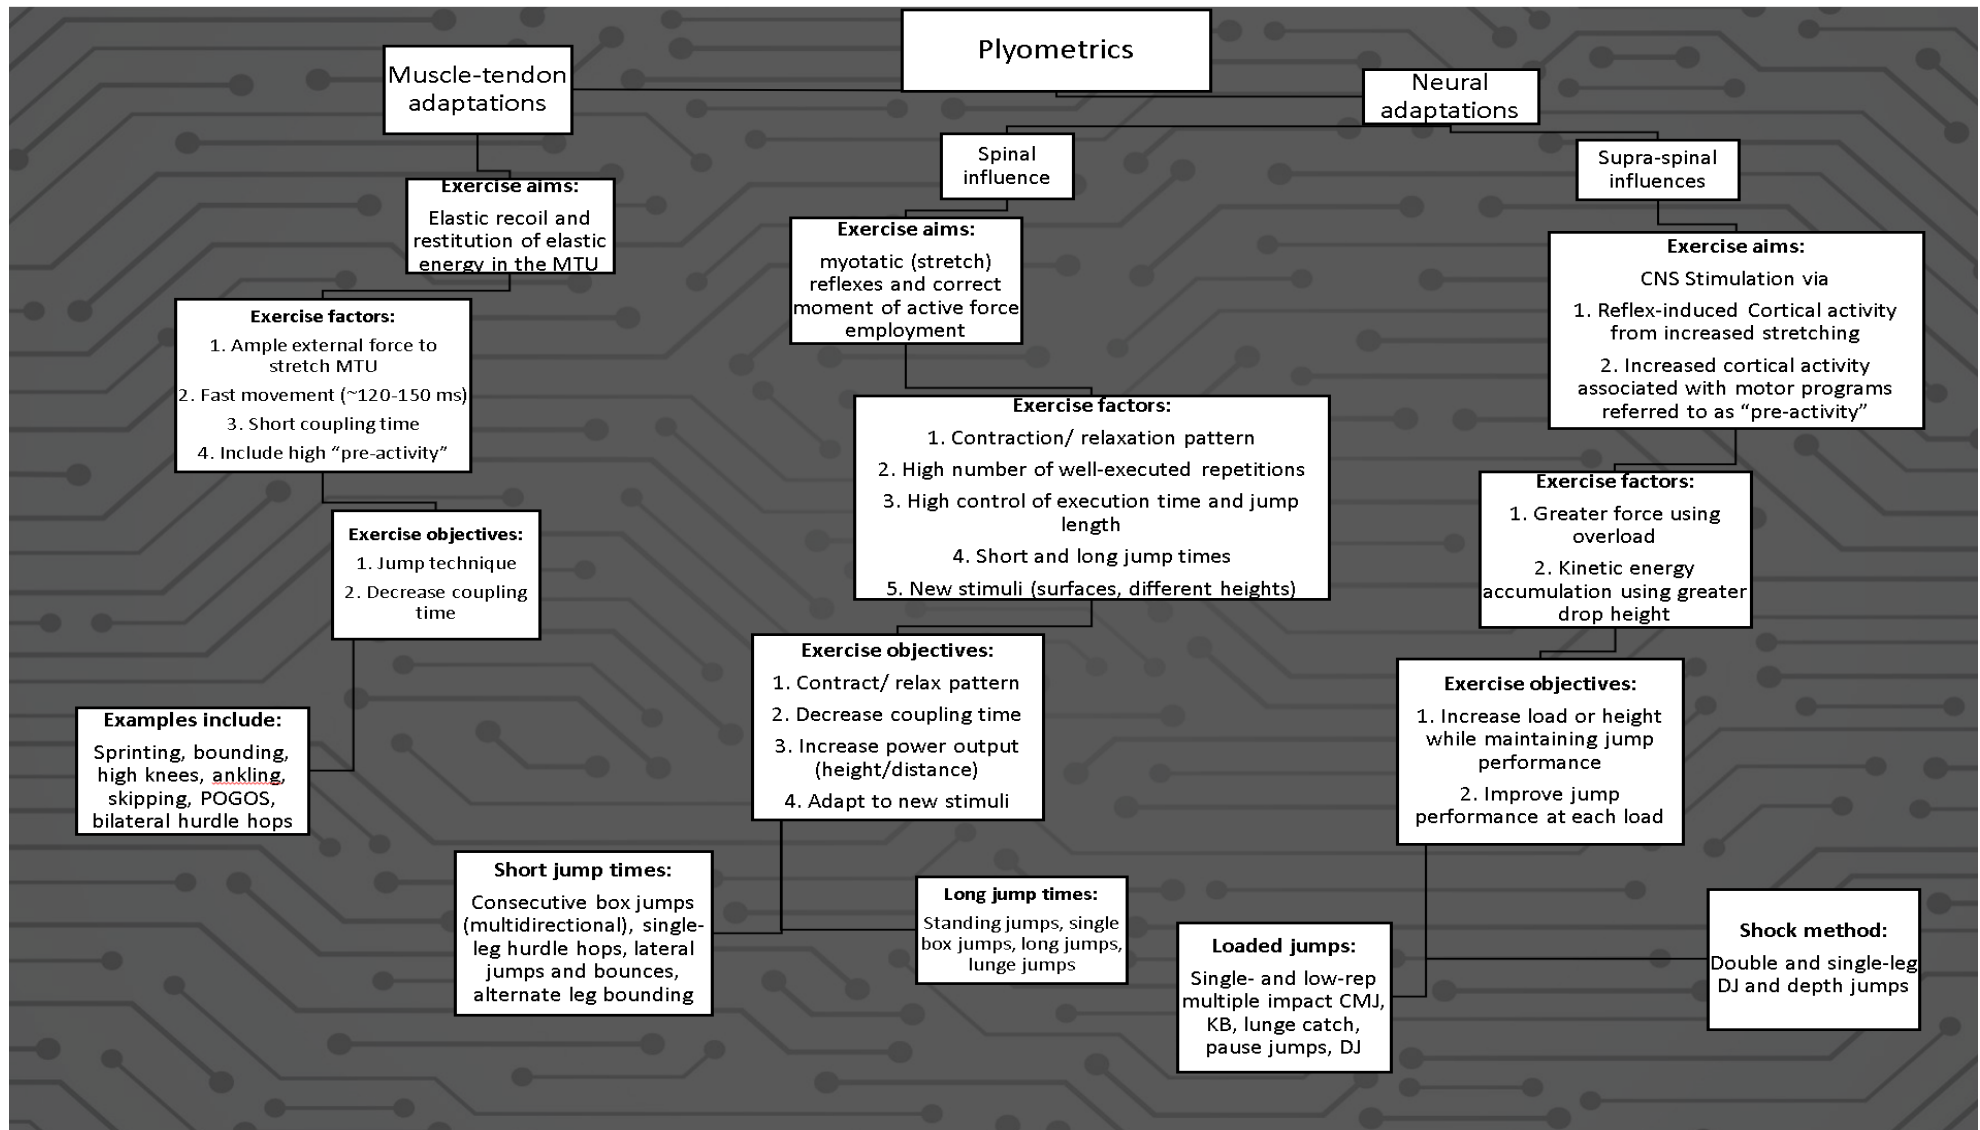 Plyometrics
Muscle-tendon
adaptations
Exercise aims:
Elastic recoil and
restitution of elastic
energy in the MTU
Exercise factors:
1. Ample external force to
stretch MTU
2. Fast movement (~120-150 ms)
3. Short coupling time
4. Include high “pre-activity”
Exercise objectives:
1. Jump technique
2. Decrease coupling
time
Examples include:
Sprinting, bounding,
high knees, ankling,
skipping, POGOS,
bilateral hurdle hops
Neural
adaptations
Spinal
influence
Exercise aims:
myotatic (stretch)
reflexes and correct
moment of active force
employment
Exercise factors:
1. Contraction/ relaxation pattern
2. High number of well-executed repetitions
3. High control of execution time and jump
length
4. Short and long jump times
5. New stimuli (surfaces, different heights)
Exercise objectives:
1. Contract/ relax pattern
2. Decrease coupling time
3. Increase power output
(height/distance)
4. Adapt to new stimuli
Short jump times:
Consecutive box jumps
(multidirectional), single-
leg hurdle hops, lateral
jumps and bounces,
alternate leg bounding
Long jump times:
Standing jumps, single
box jumps, long jumps,
lunge jumps
Supra-spinal
influences
Exercise aims:
CNS Stimulation via
1. Reflex-induced Cortical activity
from increased stretching
2. Increased cortical activity
associated with motor programs
referred to as “pre-activity”
Exercise factors:
1. Greater force using
overload
2. Kinetic energy
accumulation using greater
drop height
Exercise objectives:
1. Increase load or height
while maintaining jump
performance
2. Improve jump
performance at each load
Loaded jumps:
Single- and low-rep
multiple impact CMJ,
KB, lunge catch,
pause jumps, DJ
Shock method:
Double and single-leg
DJ and depth jumps